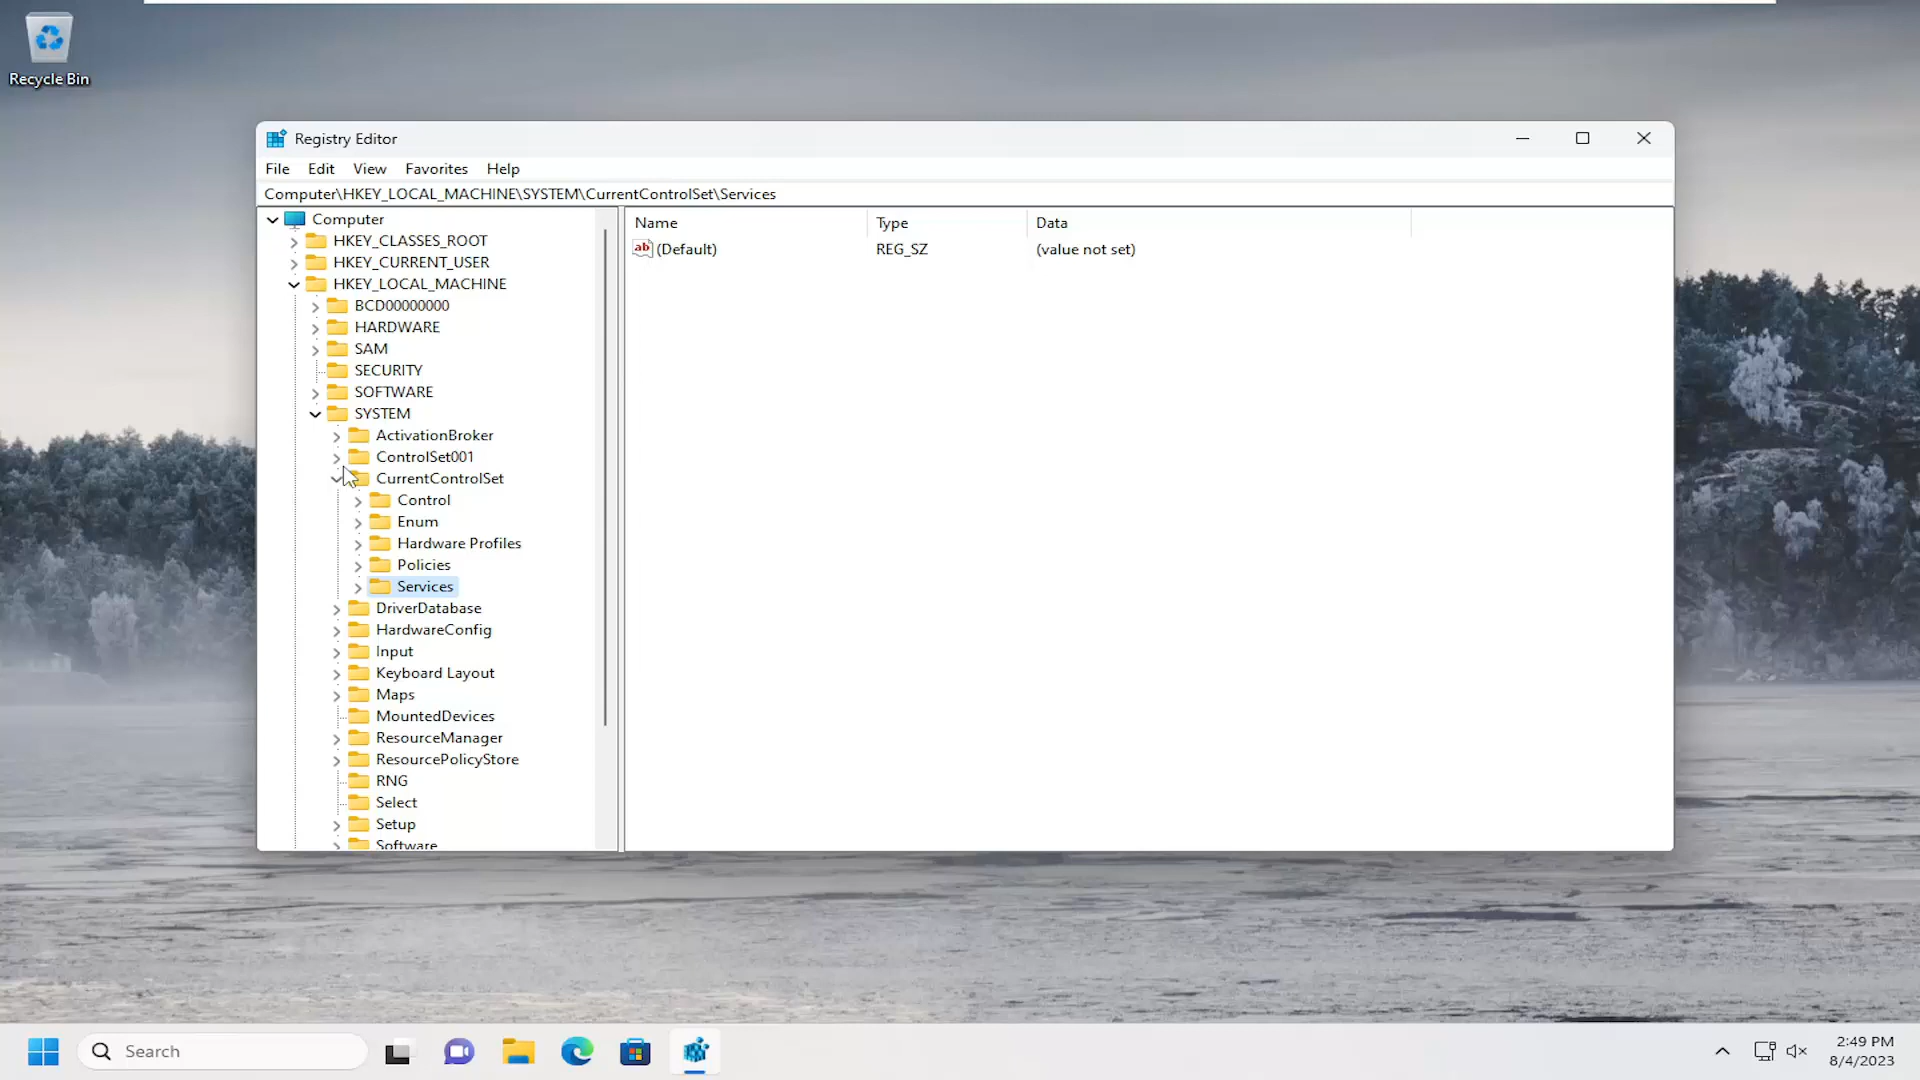 Recycle Bin
Registry Editor
File Edit View Favorites Help
Computer\HKEY_LOCAL_MACHINE\SYSTEM\CurrentControlSet\Services
Computer
HKEY_CLASSES_ROOT
HKEY_CURRENT_USER
HKEY_LOCAL_MACHINE
BCD00000000
HARDWARE
SAM
SECURITY
SOFTWARE
SYSTEM
ActivationBroker
ControlSet001
CurrentControlSet
Control
Enum
Hardware Profiles
Policies
Services
DriverDatabase
HardwareConfig
Input
Keyboard Layout
Maps
MountedDevices
ResourceManager
ResourcePolicyStore
RNG
Select
Setup
Software
Name Type Data
ab (Default) REG_SZ (value not set)
Search
2:49 PM
8/4/2023